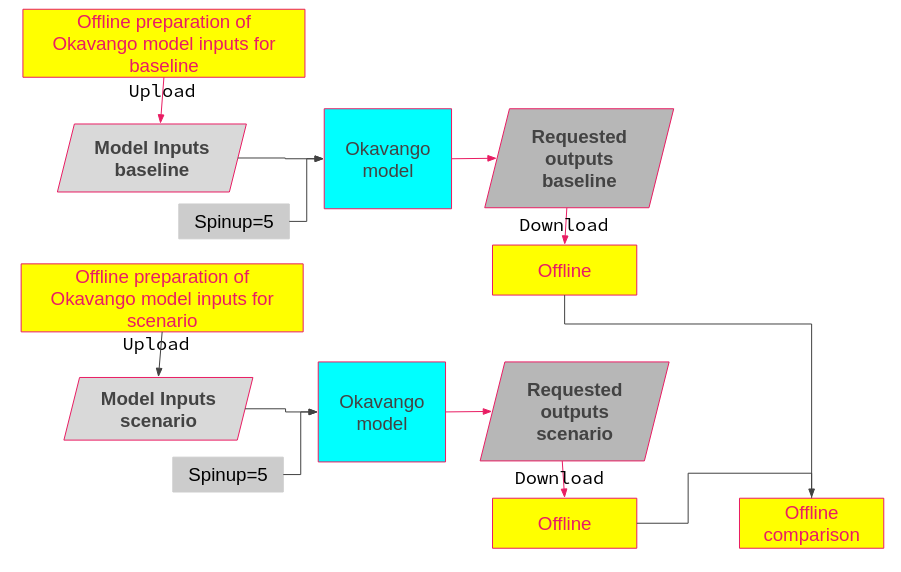 Offline preparation of
Okavango model inputs for
baseline
Upload
Model Inputs
baseline
Spinup=5
Okavango
model
Requested
outputs
baseline
Download
Offline
Offline preparation of
Okavango model inputs for
scenario
Upload
Model Inputs
scenario
Spinup=5
Okavango
model
Requested
outputs
scenario
Download
Offline
Offline
comparison